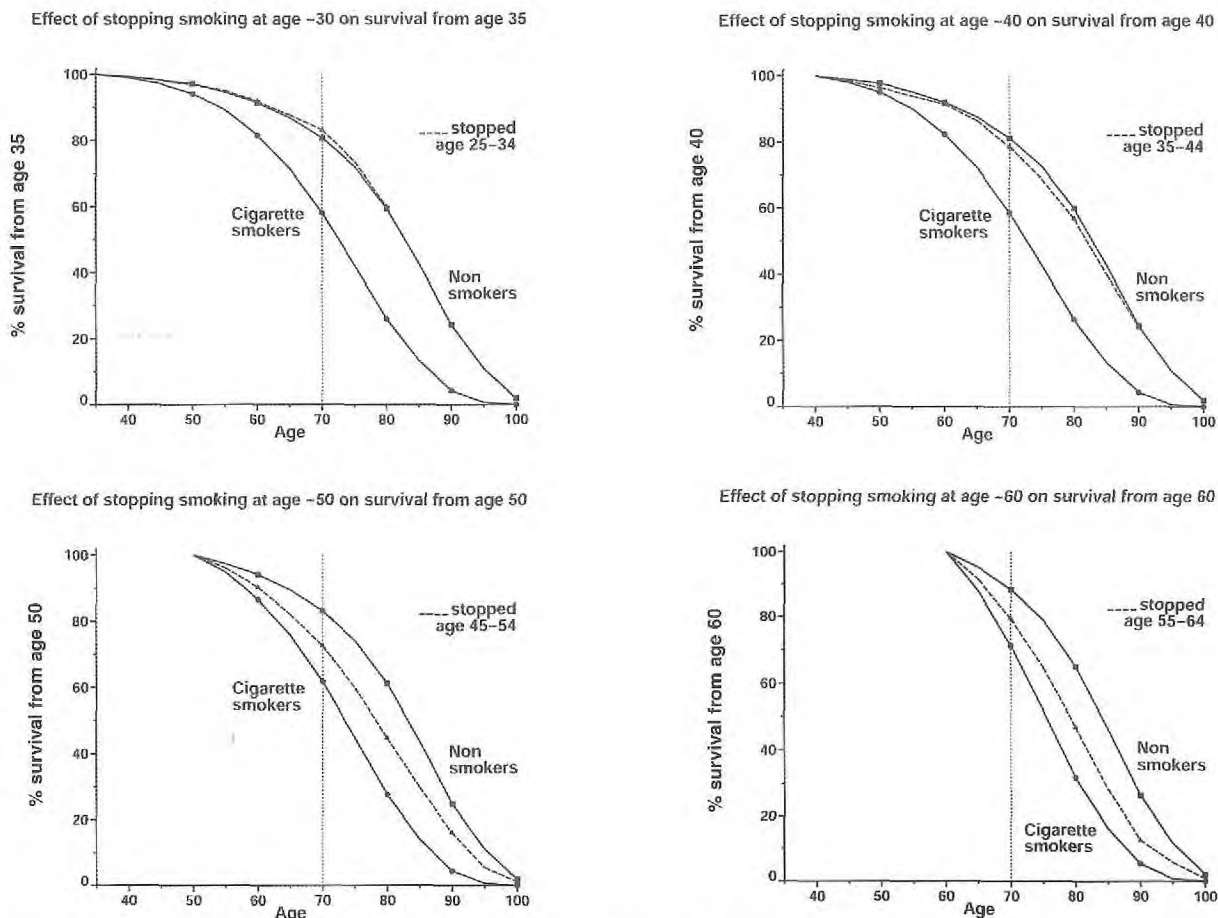 Effect of stopping smoking at age ~30 on survival from age 35
% survival from age 35
100
80
60
40
20
0
stopped
age 25–34
Cigarette
smokers
Non
smokers
40 50 60 70 80 90 100
Age
Effect of stopping smoking at age ~40 on survival from age 40
% survival from age 40
100
80
60
40
20
0
stopped
age 35–44
Cigarette
smokers
Non
smokers
40 50 60 70 80 90 100
Age
Effect of stopping smoking at age ~50 on survival from age 50
% survival from age 50
100
80
60
40
20
0
stopped
age 45–54
Cigarette
smokers
Non
smokers
40 50 60 70 80 90 100
Age
Effect of stopping smoking at age ~60 on survival from age 60
% survival from age 60
100
80
60
40
20
0
stopped
age 55–64
Non
smokers
Cigarette
smokers
40 50 60 70 80 90 100
Age